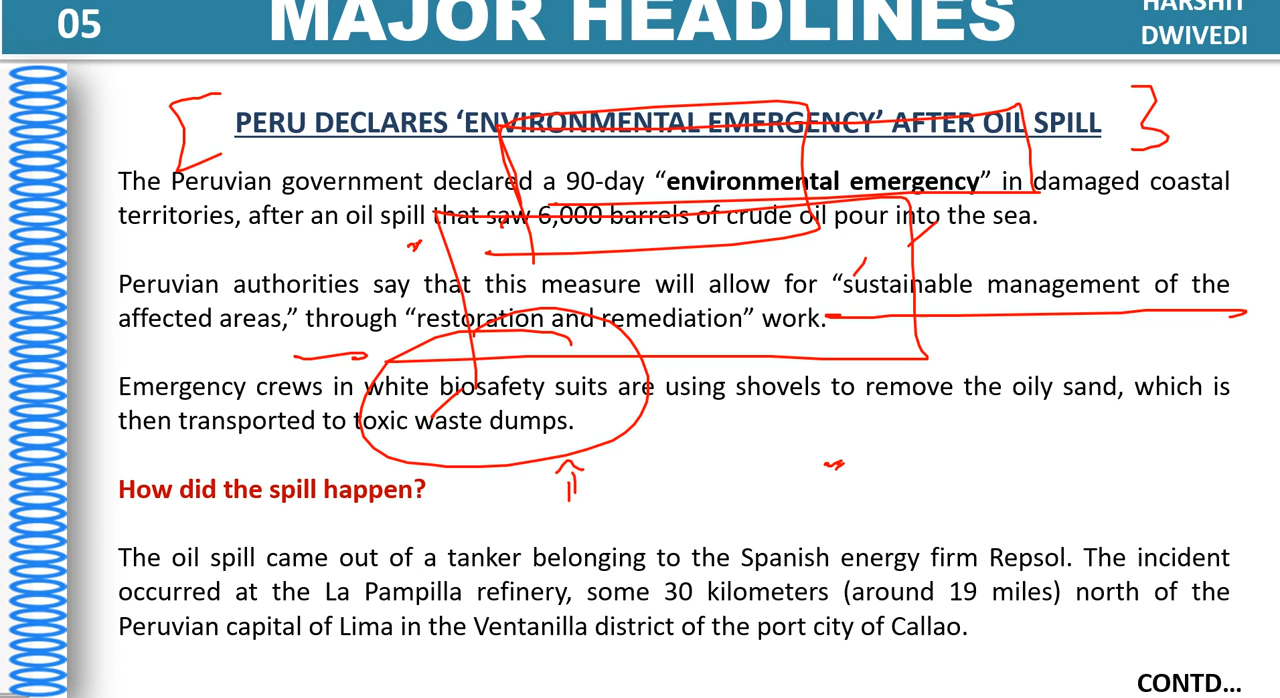 05
MAJOR HEADLINES
HARSHIT
DWIVEDI
PERU DECLARES ‘ENVIRONMENTAL EMERGENCY’ AFTER OIL SPILL
The Peruvian government declared a 90-day “environmental emergency” in damaged coastal
territories, after an oil spill that saw 6,000 barrels of crude oil pour into the sea.
Peruvian authorities say that this measure will allow for “sustainable management of the
affected areas,” through “restoration and remediation” work.
Emergency crews in white biosafety suits are using shovels to remove the oily sand, which is
then transported to toxic waste dumps.
How did the spill happen?
The oil spill came out of a tanker belonging to the Spanish energy firm Repsol. The incident
occurred at the La Pampilla refinery, some 30 kilometers (around 19 miles) north of the
Peruvian capital of Lima in the Ventanilla district of the port city of Callao.
CONTD...